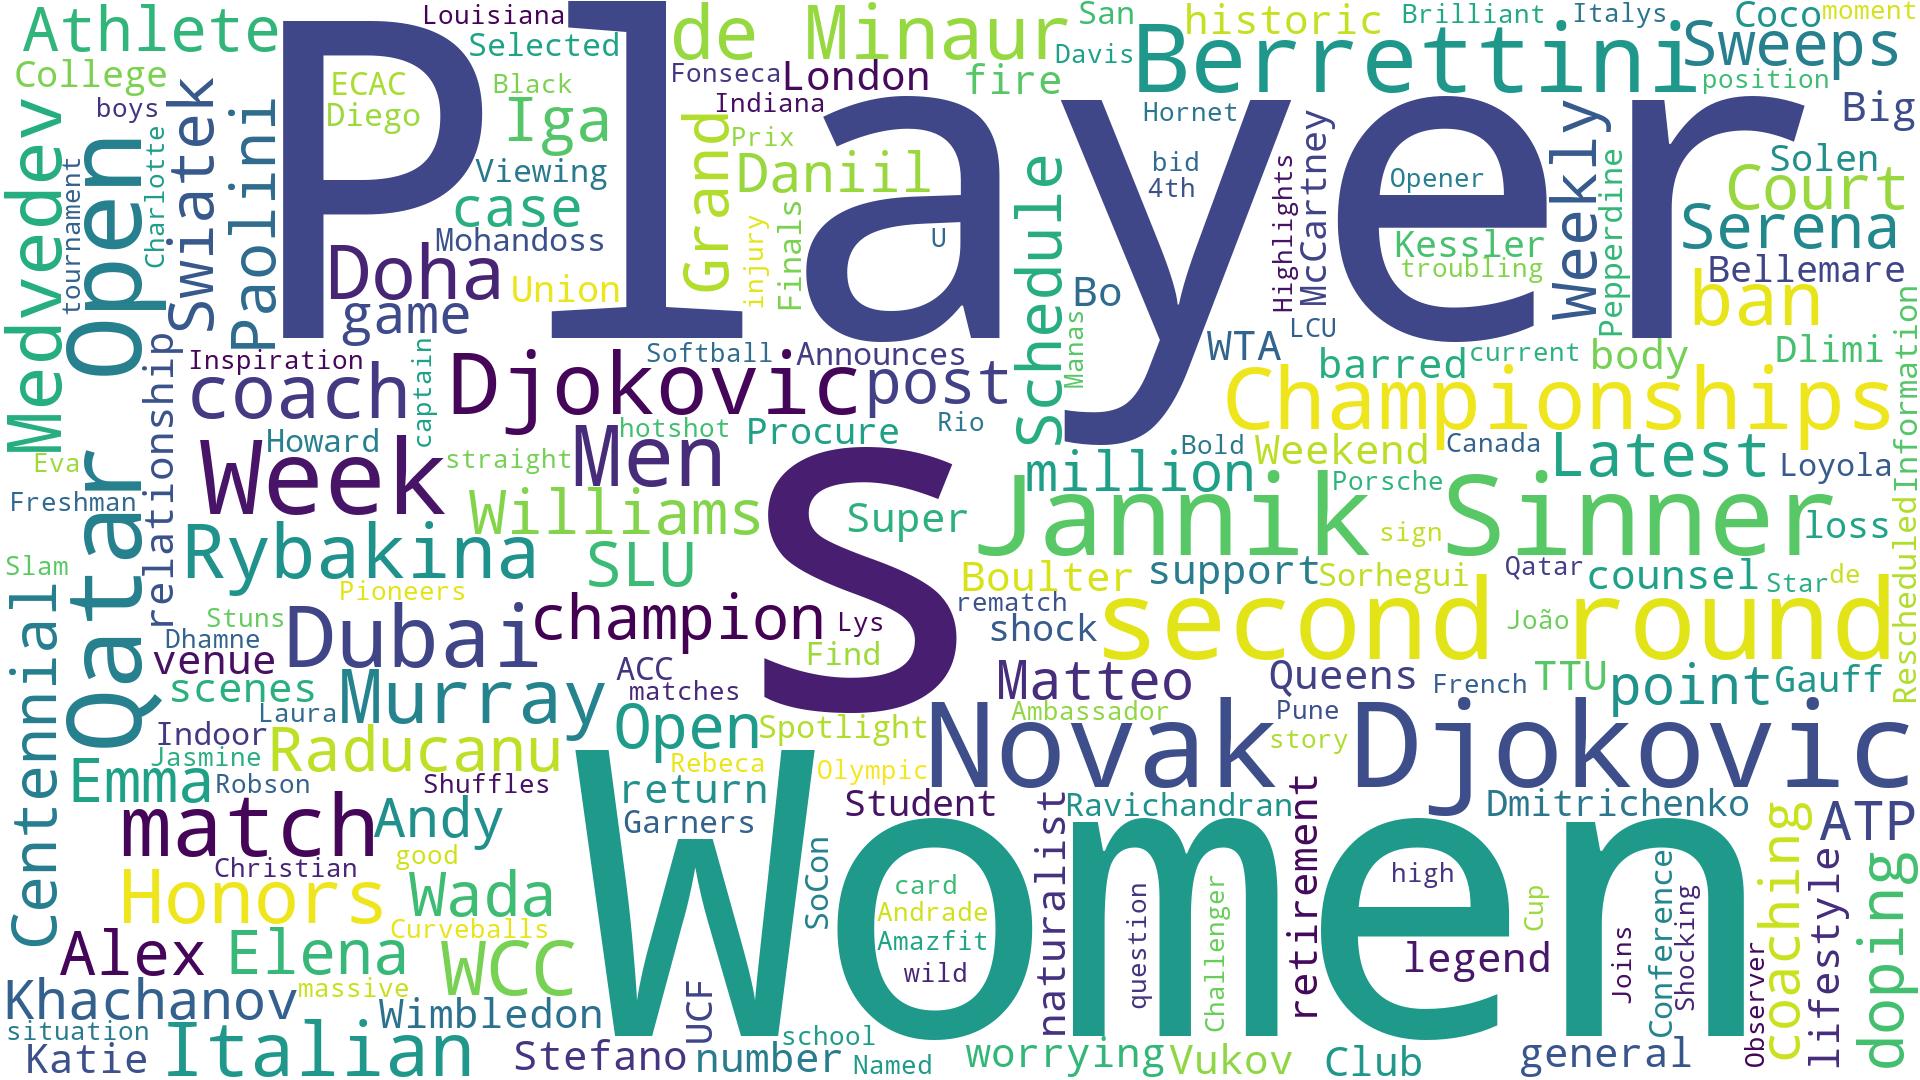 Athlete
Louisiana
Selected
de Minaur
San
historic
Brilliant
Italys
Coco
moment
College
ECAC
Black
Fonseca
London
fire
Davis
Berrettini
Sweeps
position
boys
Diego
Iga
Indiana
Prix
Hornet
Big
Medvedev
Open
Swiatek
Paolini
Player
Grand
Daniil
bid
4th
McCartney
Opener
Weekly
Solen
Court
tournament
Charlotte
Viewing
case
Mohandoss
injury
Finals
U
Schedule
Highlights
Kessler
troubling
Pepperdine
Serena
Bellemare
Doha
Union
game
Bo
Manas
WTA
LCU
ban
relationship
Inspiration
captain
Softball
Announces
barred
current
body
Dlimi
RescheduledInformation
coach
Djokovic
post
Championships
Howard
hotshot
Procure
Rio
Eva
Week
straight
Men
million
Bold
Weekend
Canada
Latest
Loyola
Freshman
Qatar
Williams
S
Super
Jannik
Sinner
Porsche
sign
loss
Slam
Rybakina
SLU
Boulter
support
Sorhegui
Qatar
counsel
Star
de
Centennial
Pioneers
Stuns
Dubai
champion
Lys
rematch
shock
second round
João
Dhamne
venue
Find
scenes
ACC
matches
Murray
Matteo
Queens
French
TTU
point
Gauff
Laura
Open
Spotlight
Ambassador
Pune
Indoor
Jasmine
Raducanu
Rebeca
Olympic
Novak
story
Djokovic
Emma
Robson
Shuffles
return
Garners
Student
Ravichandran
retirement
Dmitrichenko
match
Andy
ATP
Christian
good
SoCon
Women
naturalist
card
high
Honors
Wada
Andrade
Amazfit
wild
question
Challenger
legend
Cup
Conference
Shocking
Joins
Observer
coaching
lifestyle
doping
Curveballs
Alex
Elena
WCC
Khachanov
massive
Wimbledon
UCF
situation
Katie
Italian
Stefano
number
school
Named
worrying
Vukov
Club
general